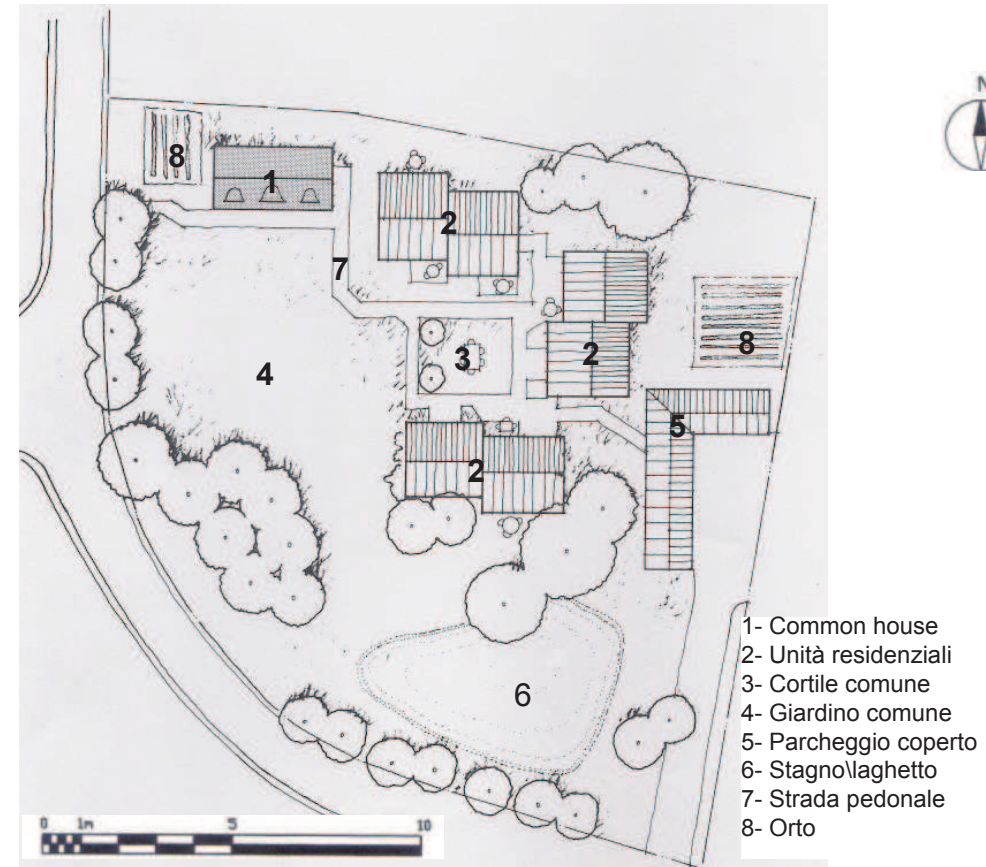 N
8
1
2
7
2
8
3
4
5
2
6
1- Common house
2- Unità residenziali
3- Cortile comune
4- Giardino comune
5- Parcheggio coperto
6- Stagno\laghetto
7- Strada pedonale
8- Orto
0 1m 5 10